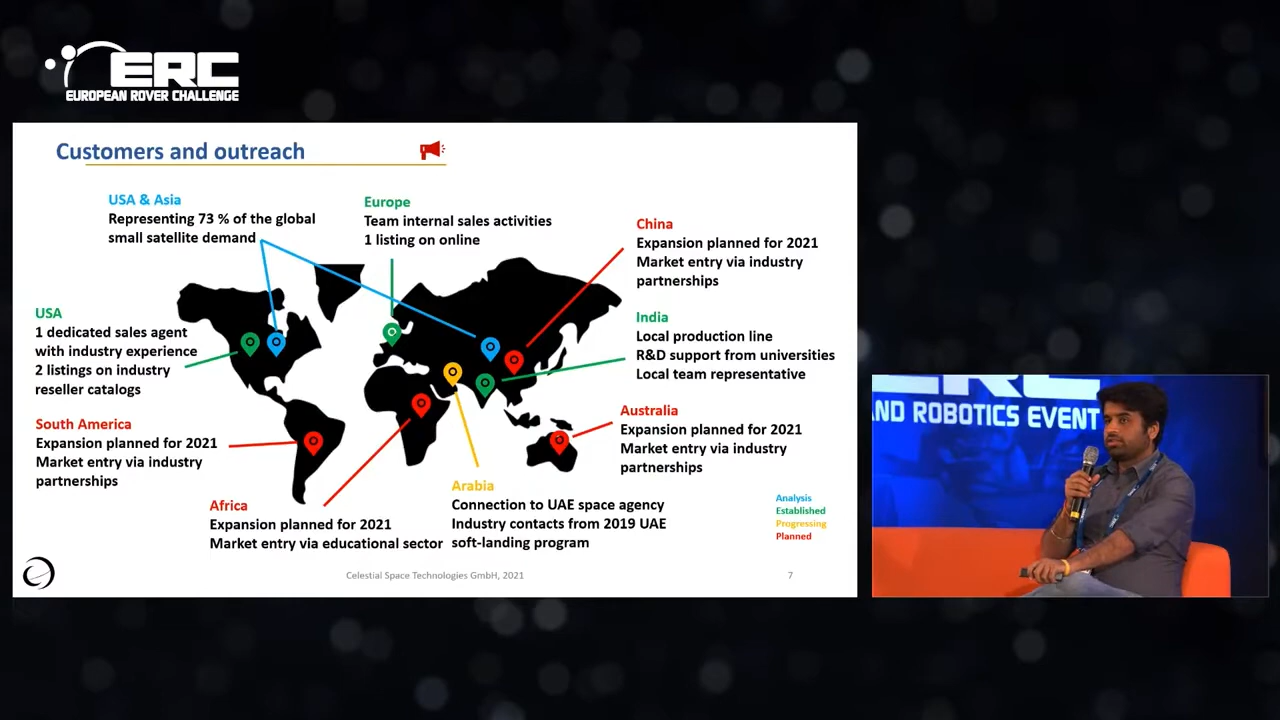 ERC
EUROPEAN ROVER CHALLENGE
Customers and outreach
USA & Asia
Representing 73 % of the global
small satellite demand
Europe
Team internal sales activities
1 listing on online
China
Expansion planned for 2021
Market entry via industry
partnerships
USA
1 dedicated sales agent
with industry experience
2 listings on industry
reseller catalogs
India
Local production line
R&D support from universities
Local team representative
South America
Expansion planned for 2021
Market entry via industry
partnerships
Australia
Expansion planned for 2021
Market entry via industry
partnerships
Africa
Expansion planned for 2021
Market entry via educational sector
Arabia
Connection to UAE space agency
Industry contacts from 2019 UAE
soft-landing program
Analysis
Established
Progressing
Planned
Celestial Space Technologies GmbH, 2021
7
ERC
AND ROBOTICS EVENT